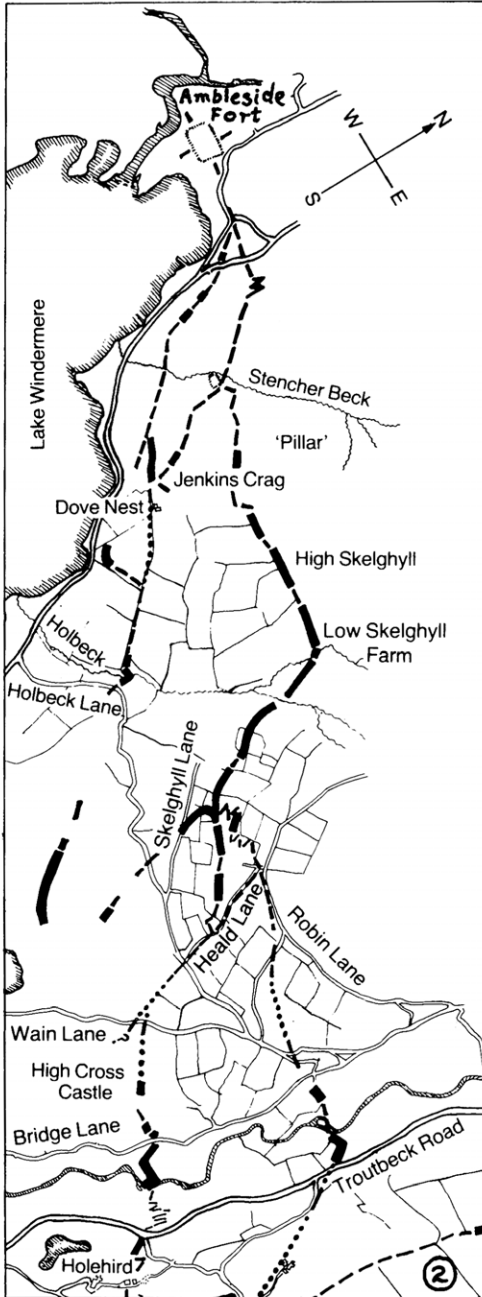 Ambleside
Fort
W
N
S
E
Lake Windermere
Stencher Beck
'Pillar'
Jenkins Crag
Dove Nest
High Skelghyll
Low Skelghyll
Farm
Holbeck
Holbeck Lane
Skelghyll Lane
Heald Lane
Robin Lane
Wain Lane
High Cross
Castle
Bridge Lane
Troutbeck Road
Holehird
2